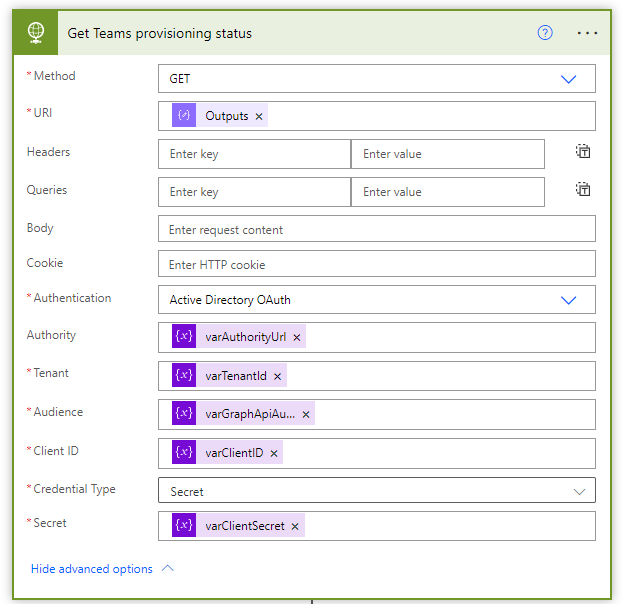 Get Teams provisioning status
* Method GET
* URI Outputs ×
Headers Enter key Enter value
Queries Enter key Enter value
Body Enter request content
Cookie Enter HTTP cookie
* Authentication Active Directory OAuth
Authority {x} varAuthorityUrl ×
* Tenant {x} varTenantId ×
* Audience {x} varGraphApiAu... ×
* Client ID {x} varClientID ×
* Credential Type Secret
* Secret {x} varClientSecret ×
Hide advanced options